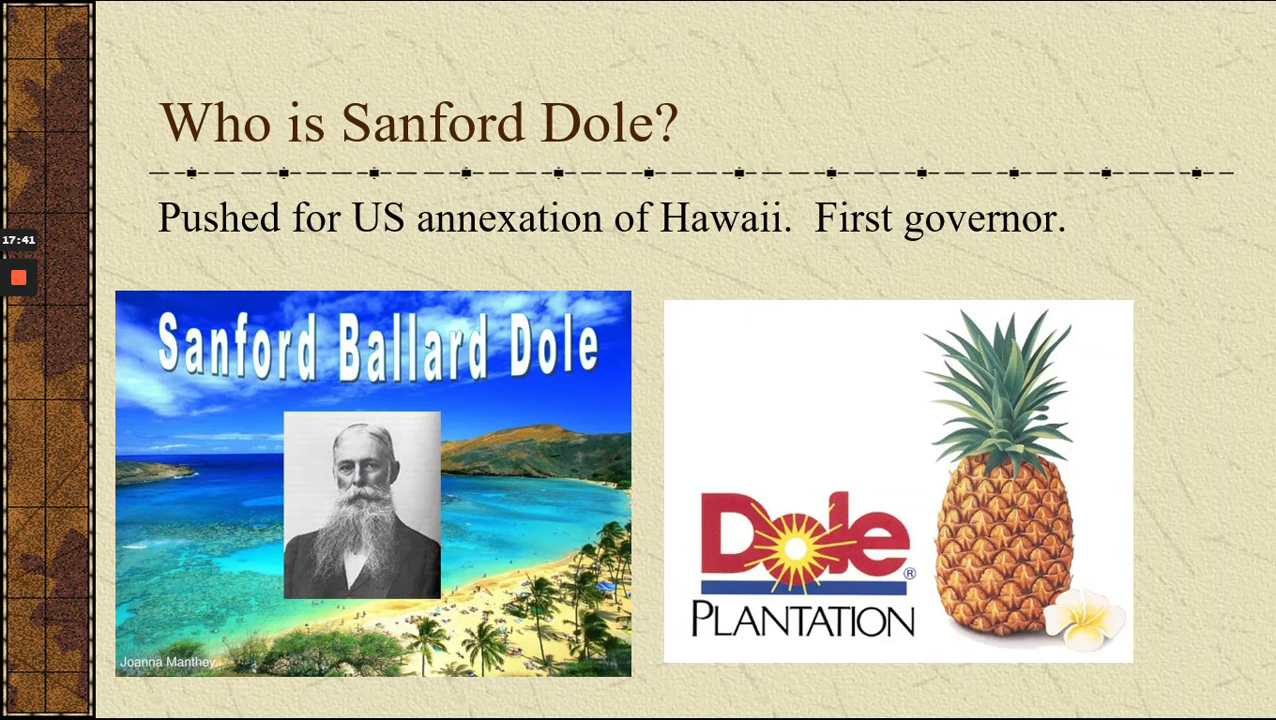 Who is Sanford Dole?
Pushed for US annexation of Hawaii.  First governor.
17:41
Sanford Ballard Dole
Joanna Manthey
Dole ®
PLANTATION